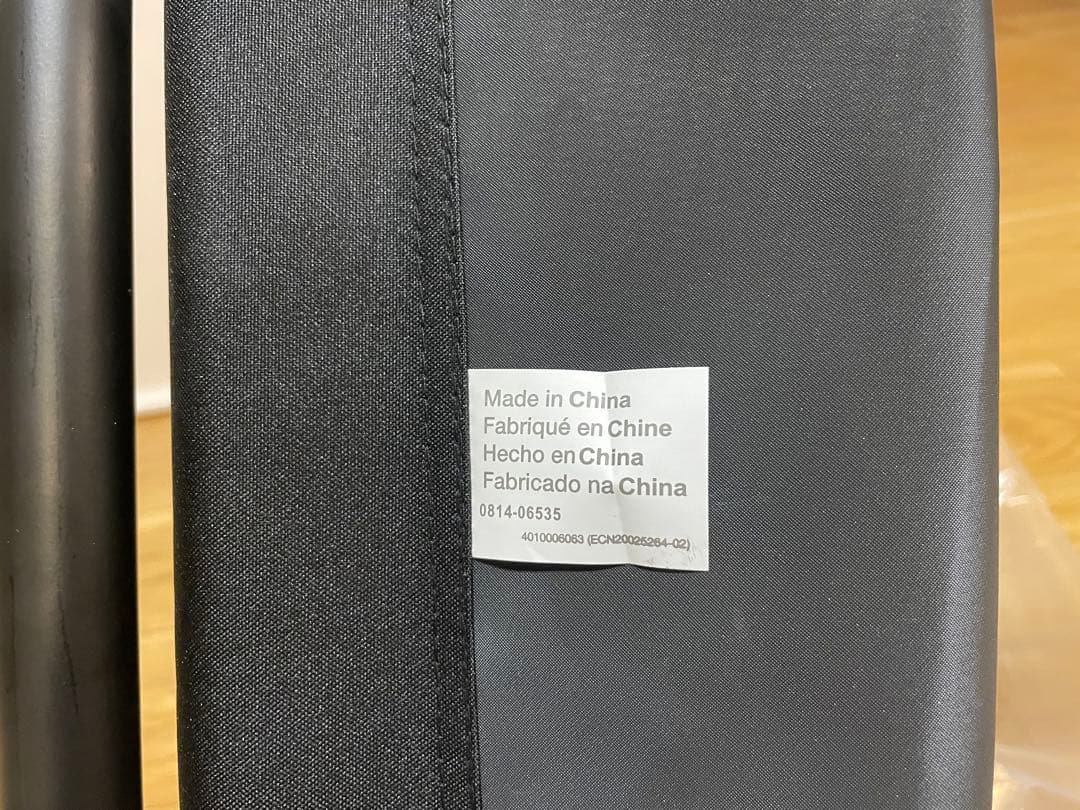 Made in China
Fabriqué en Chine
Hecho en China
Fabricado na China
0814-06535
4010006063 (ECN20025264-02)